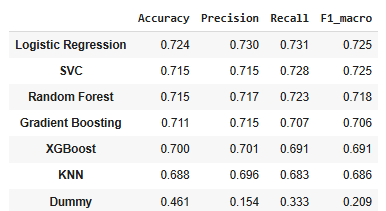 Accuracy Precision Recall F1_macro
Logistic Regression 0.724 0.730 0.731 0.725
SVC 0.715 0.715 0.728 0.725
Random Forest 0.715 0.717 0.723 0.718
Gradient Boosting 0.711 0.715 0.707 0.706
XGBoost 0.700 0.701 0.691 0.691
KNN 0.688 0.696 0.683 0.686
Dummy 0.461 0.154 0.333 0.209